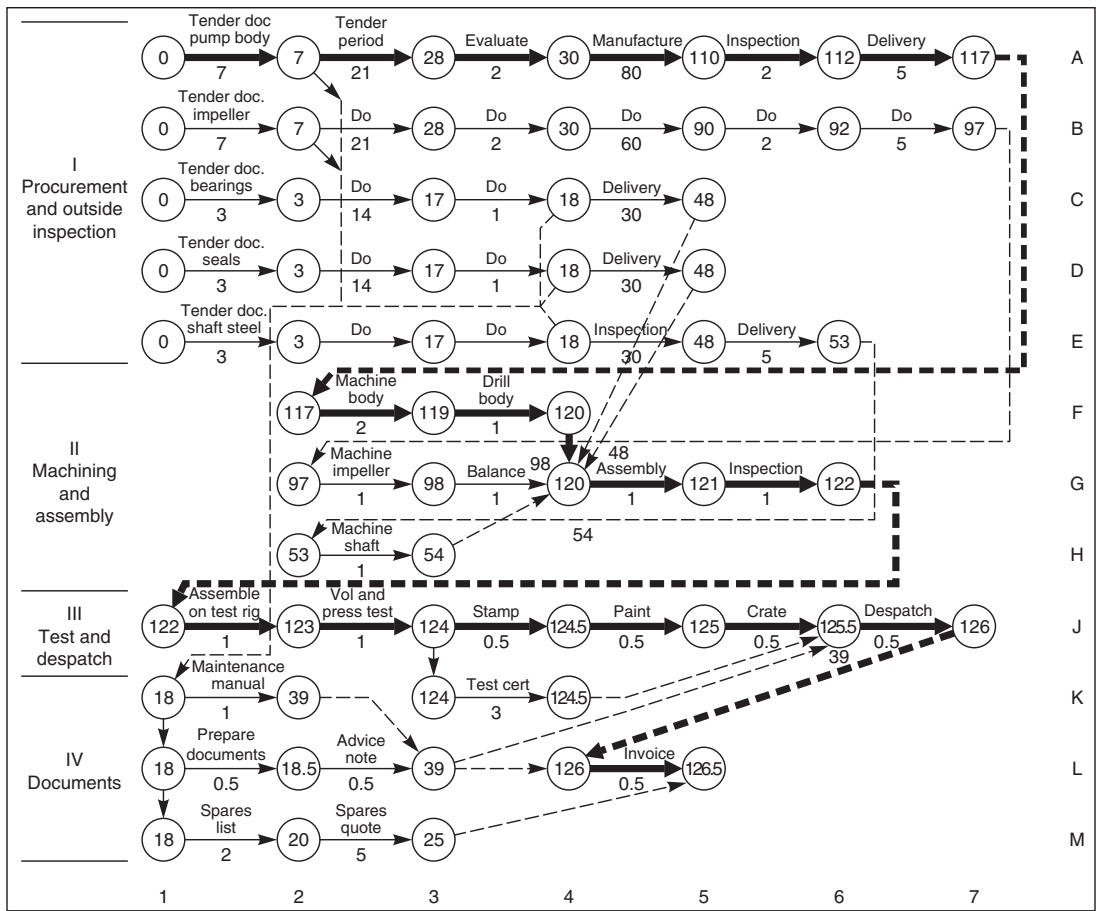 Tender doc
pump body
Tender
period
Evaluate
Manufacture
Inspection
Delivery
0
7
28
30
110
112
117
A
7
21
2
80
2
5
Tender doc.
impeller
Do
Do
Do
Do
Do
0
7
28
30
90
92
97
B
7
21
2
60
2
5
I
Procurement
and outside
inspection
Tender doc.
bearings
Do
Do
Delivery
0
3
17
18
48
C
3
14
1
30
Tender doc.
seals
Do
Do
Delivery
0
3
17
18
48
D
3
14
1
30
Tender doc.
shaft steel
Do
Do
Inspection
Delivery
0
3
17
18
48
53
E
3
30
5
II
Machining
and
assembly
Machine
body
Drill
body
117
119
120
F
2
1
Machine
impeller
Balance
98
48
Assembly
Inspection
97
98
120
121
122
G
1
1
1
1
Machine
shaft
54
53
54
H
1
III
Test and
despatch
Assemble
on test rig
Vol and
press test
Stamp
Paint
Crate
Despatch
122
123
124
124.5
125
125.5
126
J
1
1
0.5
0.5
0.5
0.5
39
IV
Documents
Maintenance
manual
Test cert
18
39
124
124.5
K
1
3
Prepare
documents
Advice
note
Invoice
18
18.5
39
126
126.5
L
0.5
0.5
0.5
Spares
list
Spares
quote
18
20
25
M
2
5
1
2
3
4
5
6
7